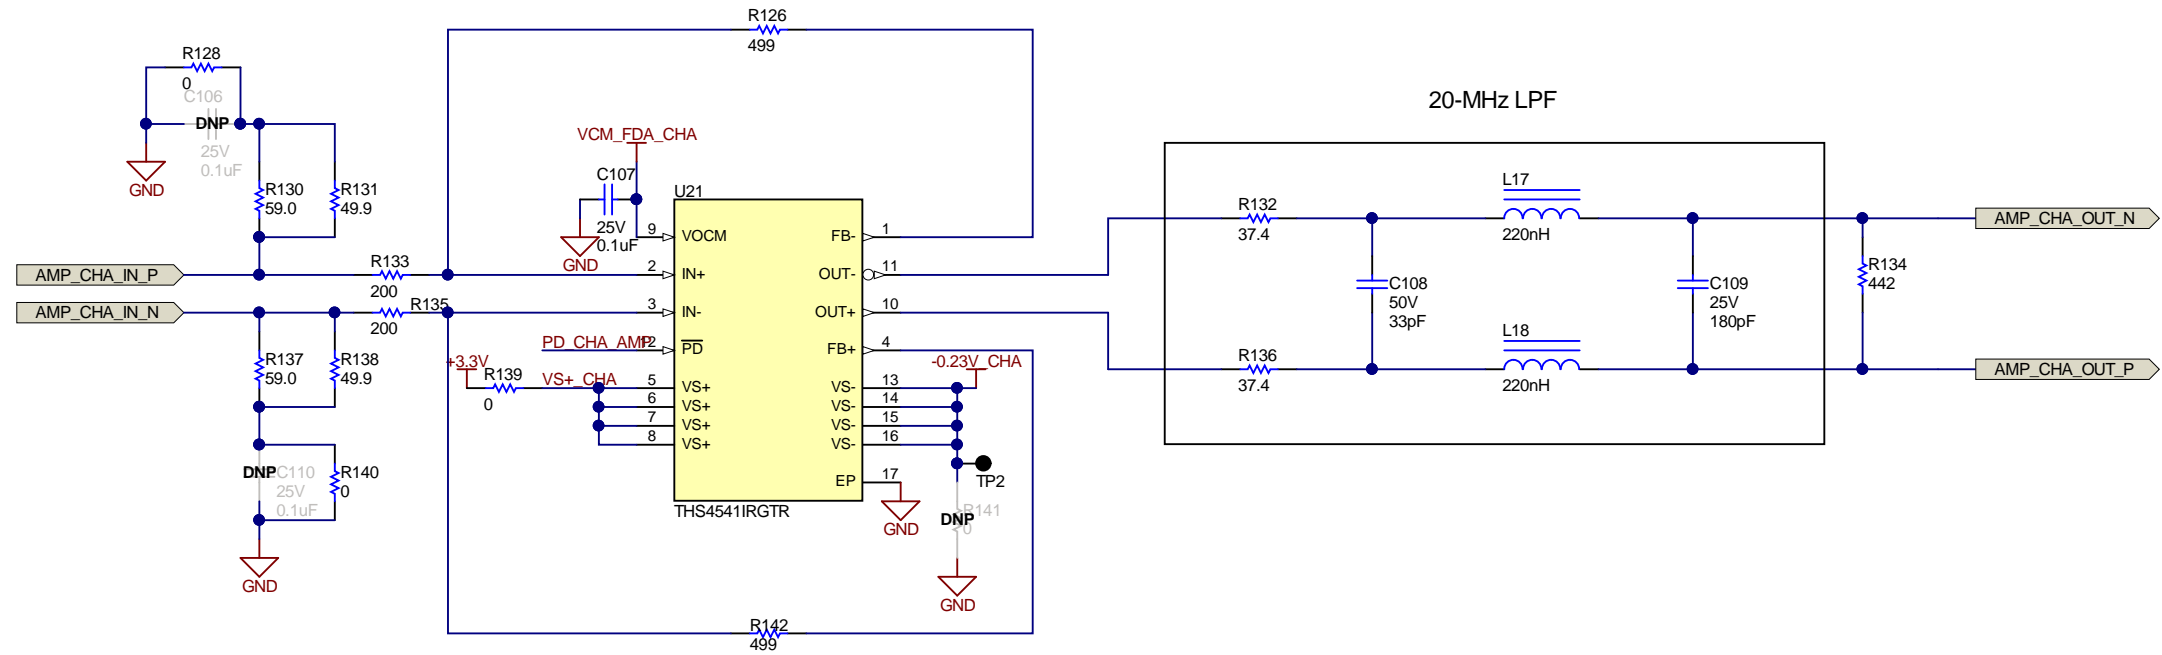 R126
499
R128
0
C106
DNP
25V
0.1uF
GND
R130
59.0
R131
49.9
AMP_CHA_IN_P
AMP_CHA_IN_N
R133
200
R135
200
R137
59.0
R138
49.9
DNP
C110
25V
0.1uF
R140
0
GND
VCM_FDA_CHA
C107
25V
0.1uF
GND
PD_CHA_AMP
+3.3V
R139
0
VS+_CHA
U21
9 VOCM
2 IN+
3 IN-
12 PD
5 VS+
6 VS+
7 VS+
8 VS+
FB- 1
OUT- 11
OUT+ 10
FB+ 4
VS- 13
VS- 14
VS- 15
VS- 16
EP 17
THS4541IRGTR
-0.23V_CHA
TP2
GND
DNP
R141
0
GND
R142
499
20-MHz LPF
R132
37.4
R136
37.4
C108
50V
33pF
L17
220nH
L18
220nH
C109
25V
180pF
R134
442
AMP_CHA_OUT_N
AMP_CHA_OUT_P